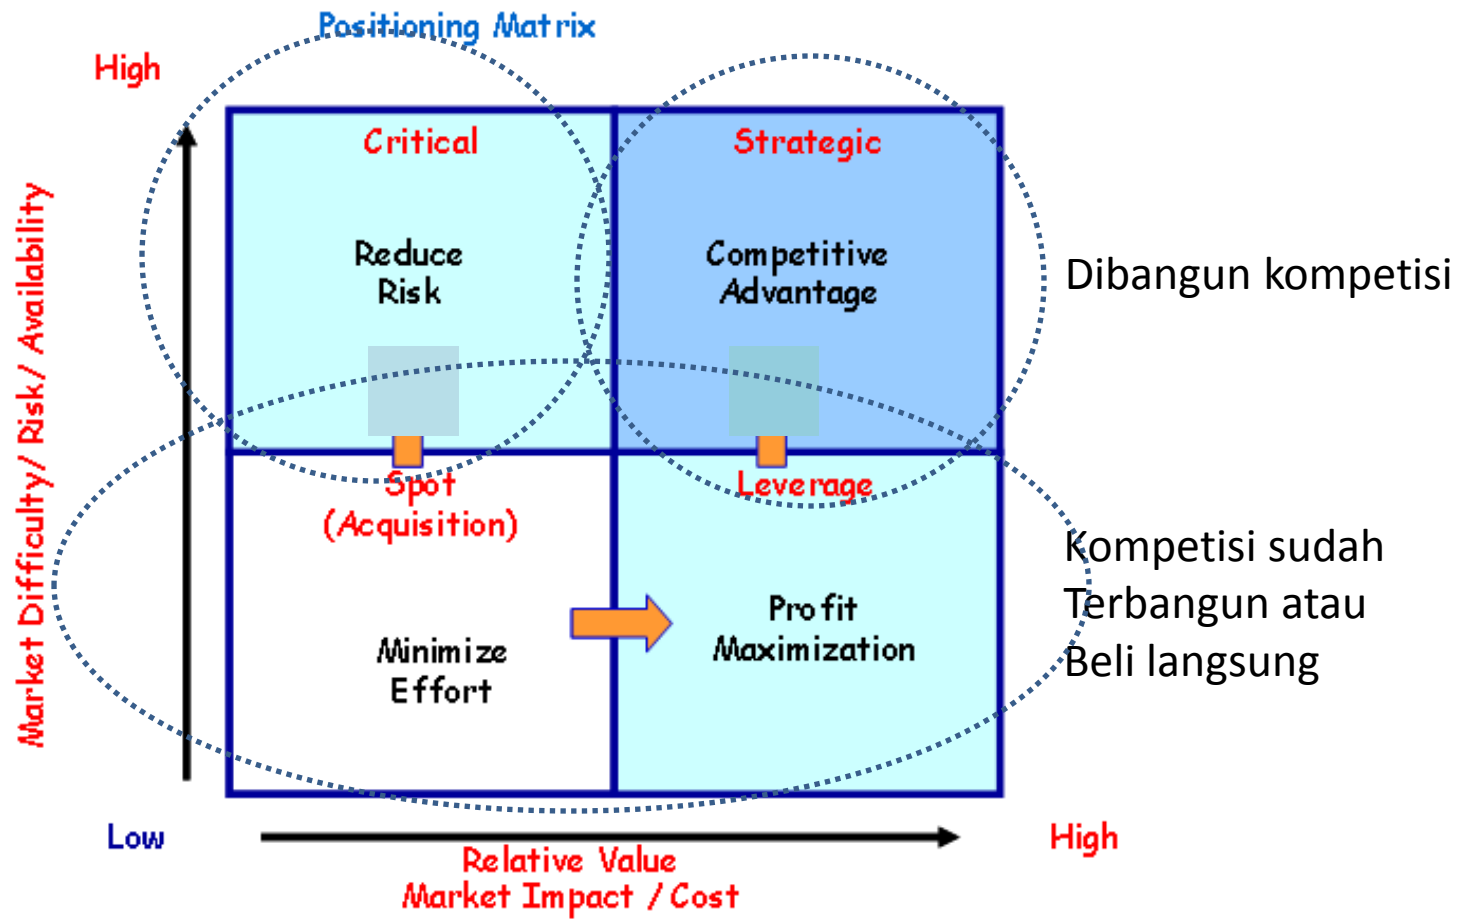 Positioning Matrix
High
Critical
Strategic
Reduce
Risk
Competitive
Advantage
Dibangun kompetisi
Market Difficulty/ Risk/ Availability
Spot
(Acquisition)
Leverage
Minimize
Effort
Profit
Maximization
Kompetisi sudah
Terbangun atau
Beli langsung
Low
High
Relative Value
Market Impact / Cost